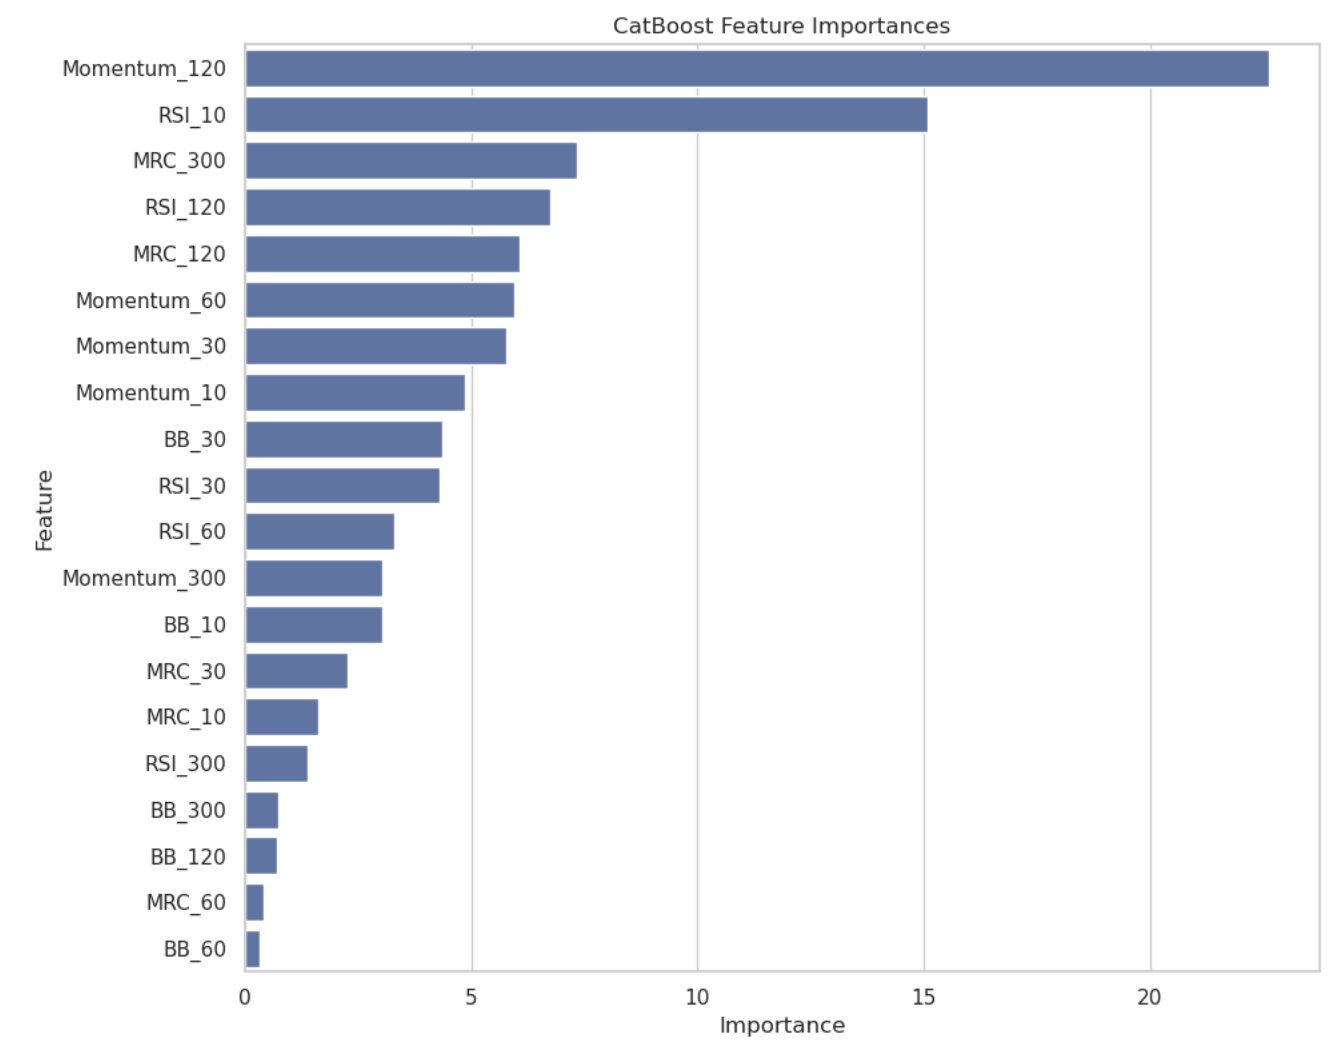 CatBoost Feature Importances
Momentum_120
RSI_10
MRC_300
RSI_120
MRC_120
Momentum_60
Momentum_30
Momentum_10
BB_30
RSI_30
RSI_60
Momentum_300
BB_10
MRC_30
MRC_10
RSI_300
BB_300
BB_120
MRC_60
BB_60
Feature
0 5 10 15 20
Importance